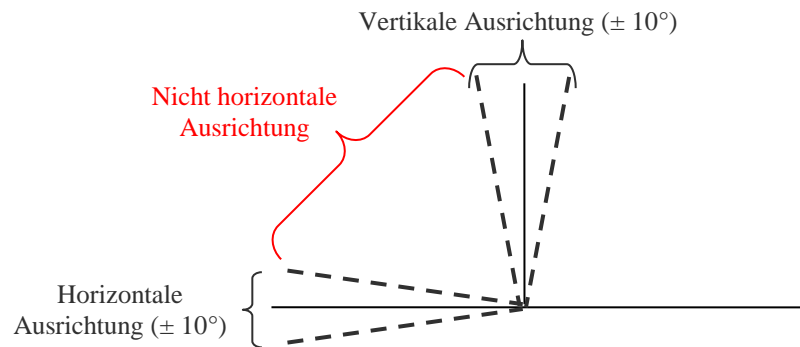 Vertikale Ausrichtung (± 10°)
Nicht horizontale
Ausrichtung
Horizontale
Ausrichtung (± 10°)